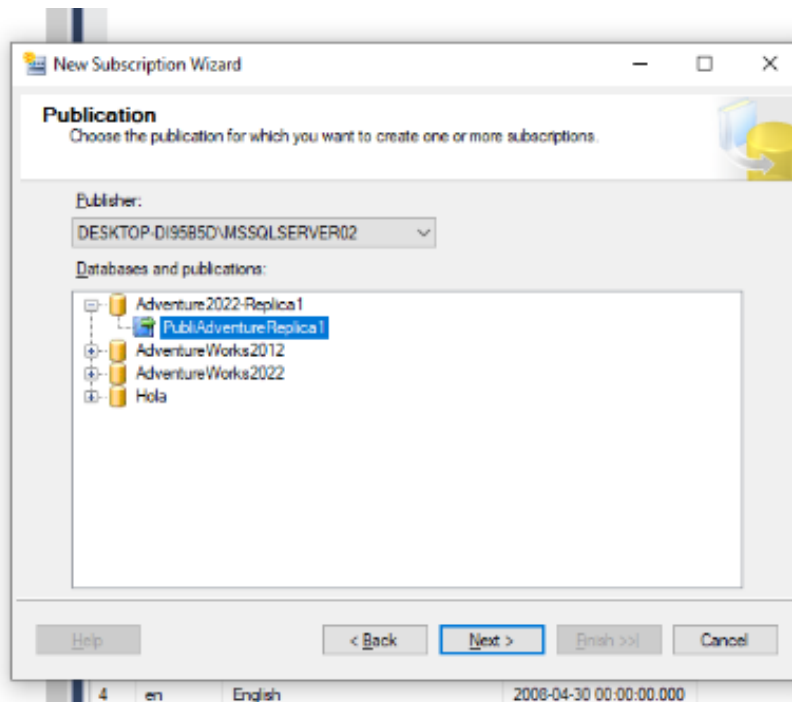 New Subscription Wizard
Publication
Choose the publication for which you want to create one or more subscriptions.
Publisher:
DESKTOP-DI95B5D\MSSQLSERVER02
Databases and publications:
Adventure2022-Replica1
PubliAdventureReplica1
AdventureWorks2012
AdventureWorks2022
Hola
Help < Back Next > Finish >>| Cancel
4 en English 2008-04-30 00:00:00.000